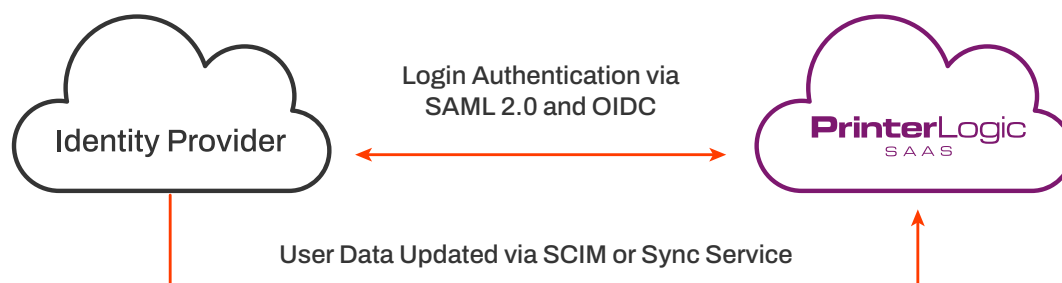 Login Authentication via
SAML 2.0 and OIDC
Identity Provider
PrinterLogic
SAAS
User Data Updated via SCIM or Sync Service